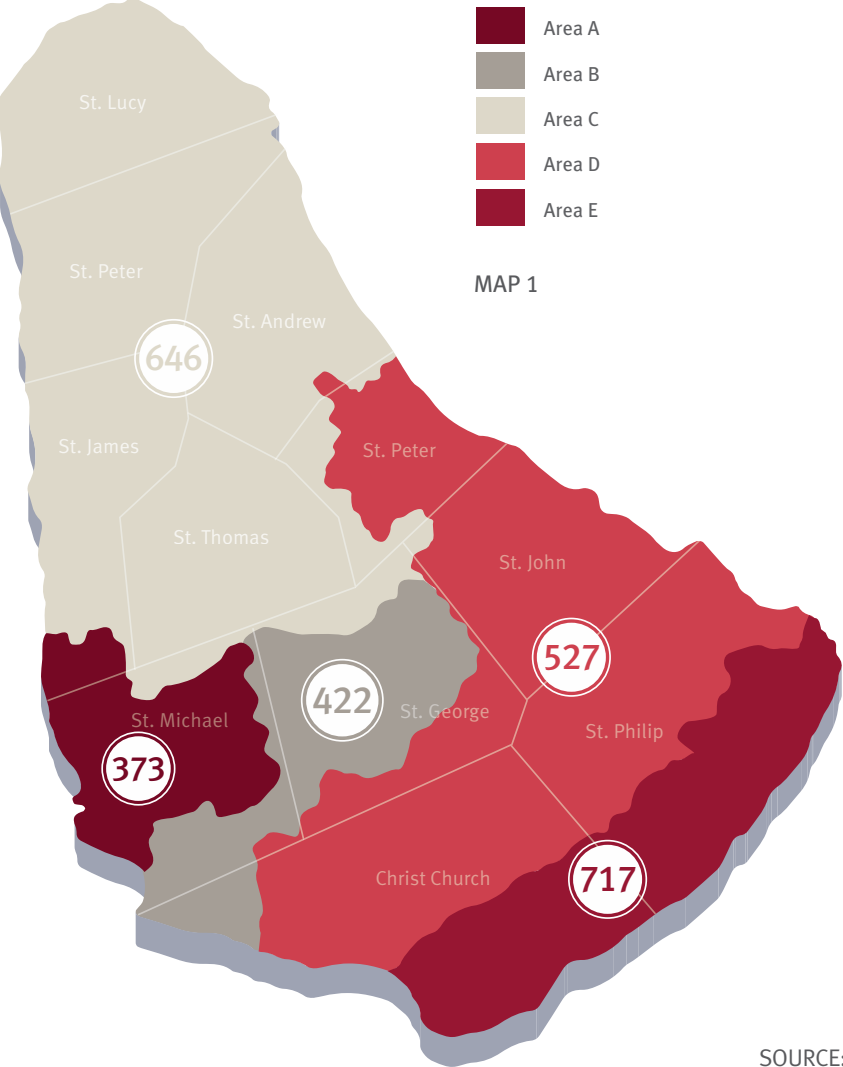 Area A
Area B
Area C
Area D
Area E
MAP 1
St. Lucy
St. Peter
St. Andrew
646
St. James
St. Peter
St. Thomas
St. John
527
422
St. George
St. Michael
St. Philip
373
Christ Church
717
SOURCE: